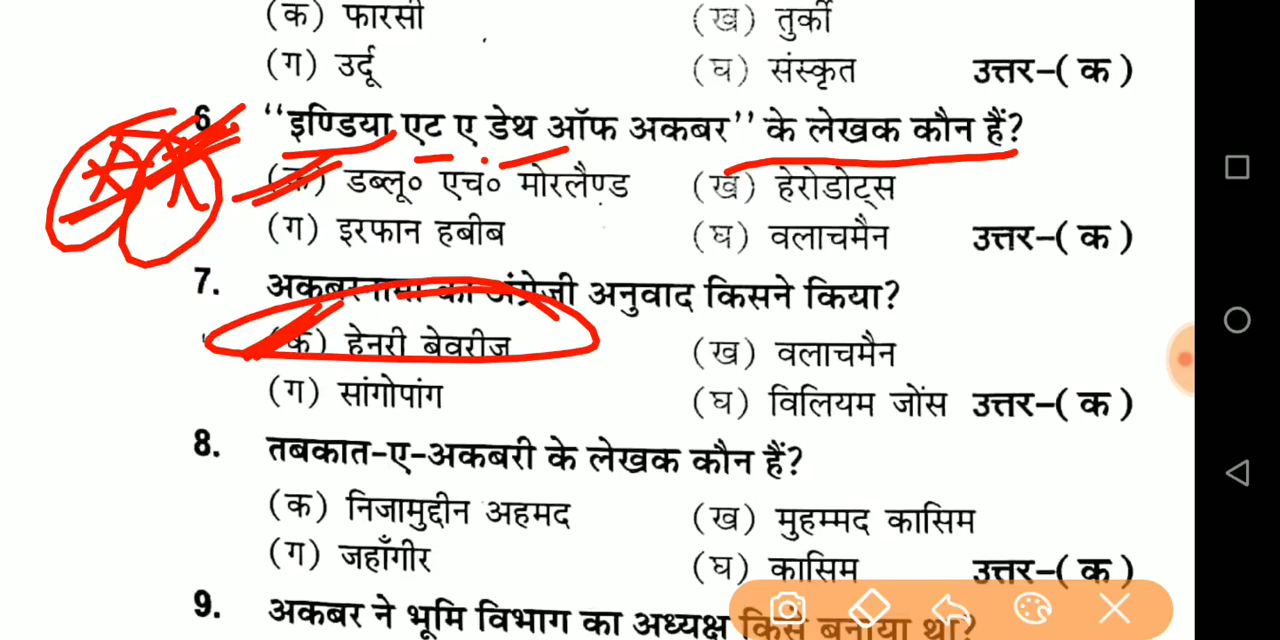 (क) फारसी (ख) तुर्की
(ग) उर्दू (घ) संस्कृत उत्तर-( क )
6. ‘‘इण्डिया एट ए डेथ ऑफ अकबर’’ के लेखक कौन हैं?
(क) डब्लू० एच० मोरलैण्ड (ख) हेरोडोट्स
(ग) इरफान हबीब (घ) वलाचमैन उत्तर-( क )
7. अकबरनामा का अंग्रेजी अनुवाद किसने किया?
(क) हेनरी बेवरीज (ख) वलाचमैन
(ग) सांगोपांग (घ) विलियम जोंस उत्तर-( क )
8. तबकात-ए-अकबरी के लेखक कौन हैं?
(क) निजामुद्दीन अहमद (ख) मुहम्मद कासिम
(ग) जहाँगीर (घ) कासिम उत्तर-( क )
9. अकबर ने भूमि विभाग का अध्यक्ष किसे बनाया था?